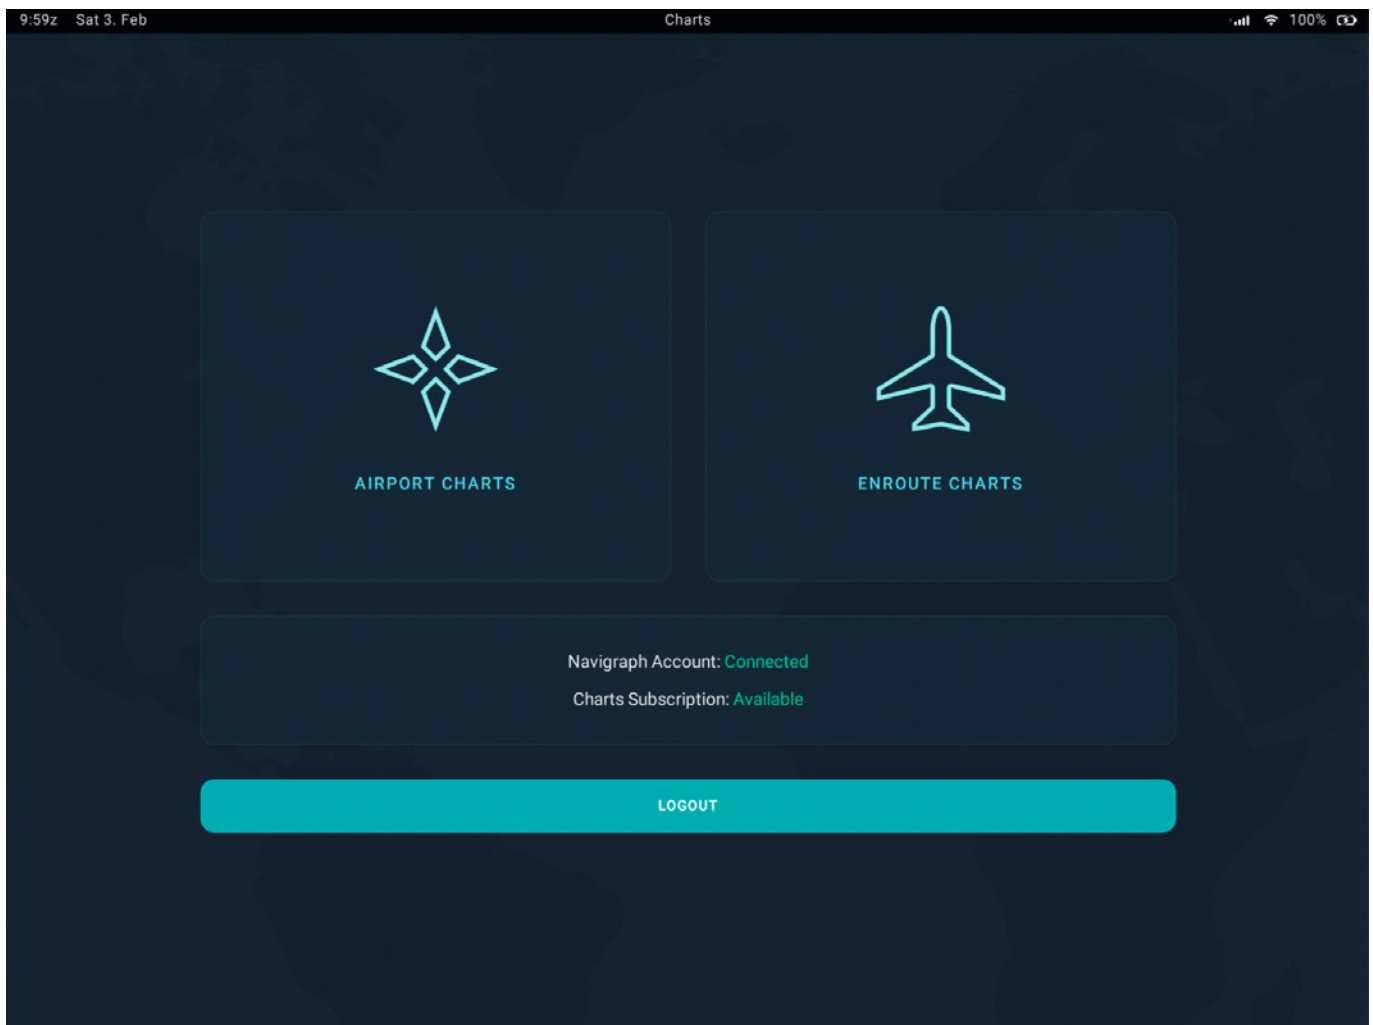 9:59z Sat 3. Feb Charts 100%
AIRPORT CHARTS ENROUTE CHARTS
Navigraph Account: Connected
Charts Subscription: Available
LOGOUT